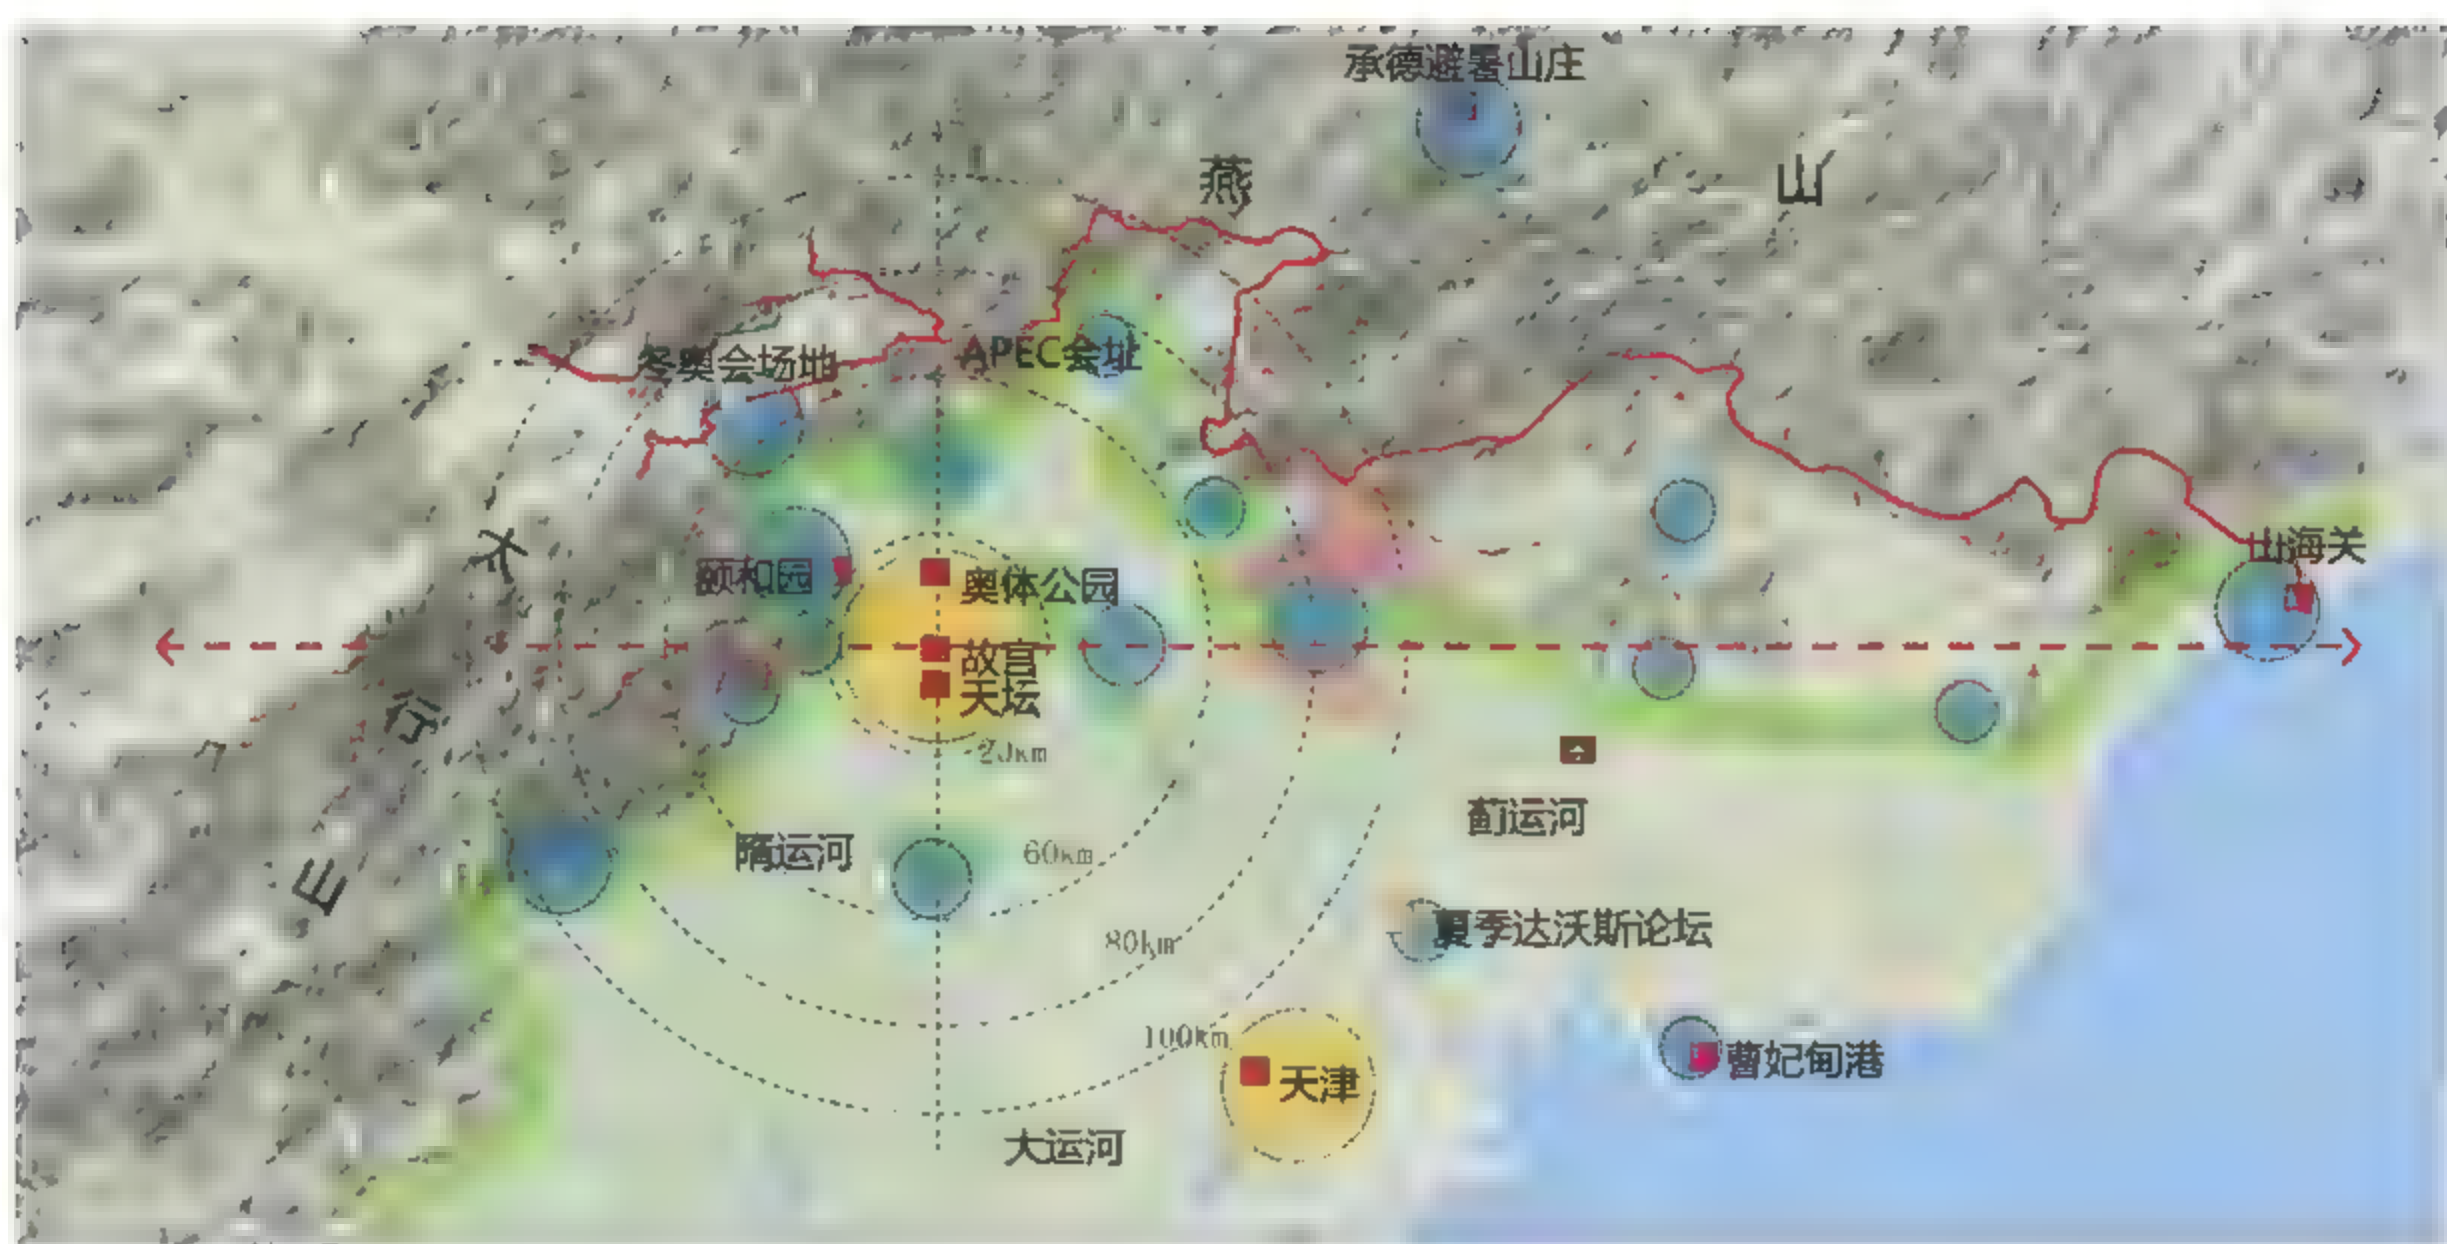 承德避暑山庄
燕
山
冬奥会场地
APEC会址
山海关
太
颐和园
奥体公园
故宫
天坛
行
20km
蓟运河
隋运河
60km
山
夏季达沃斯论坛
80km
100km
曹妃甸港
天津
大运河